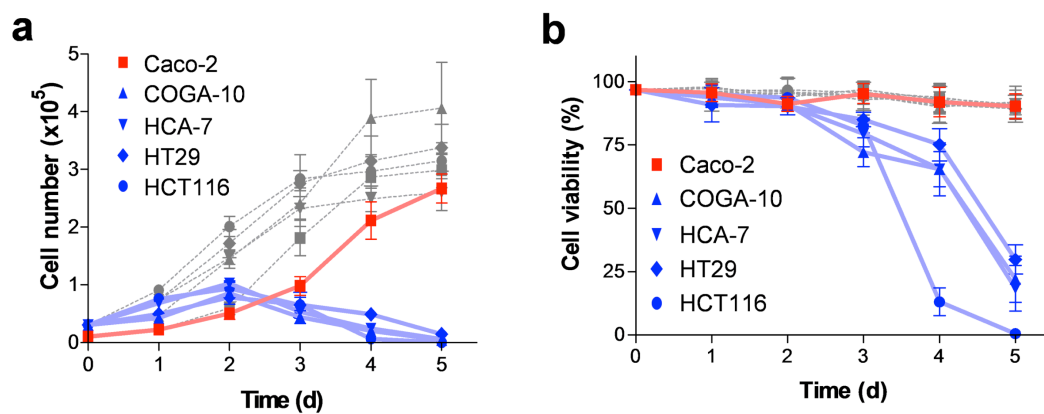 a
Cell number (x10⁵)
5
4
3
2
1
0
Caco-2
COGA-10
HCA-7
HT29
HCT116
0 1 2 3 4 5
Time (d)
b
Cell viability (%)
100
75
50
25
0
Caco-2
COGA-10
HCA-7
HT29
HCT116
0 1 2 3 4 5
Time (d)